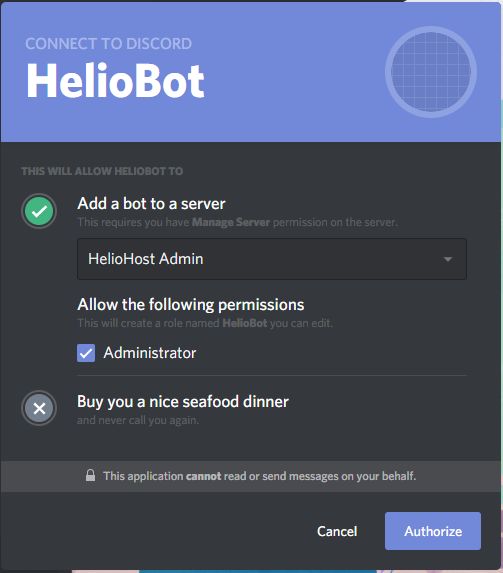 CONNECT TO DISCORD
HelioBot
THIS WILL ALLOW HELIOBOT TO
Add a bot to a server
This requires you have Manage Server permission on the server.
HelioHost Admin
Allow the following permissions
This will create a role named HelioBot you can edit.
Administrator
Buy you a nice seafood dinner
and never call you again.
This application cannot read or send messages on your behalf.
Cancel
Authorize